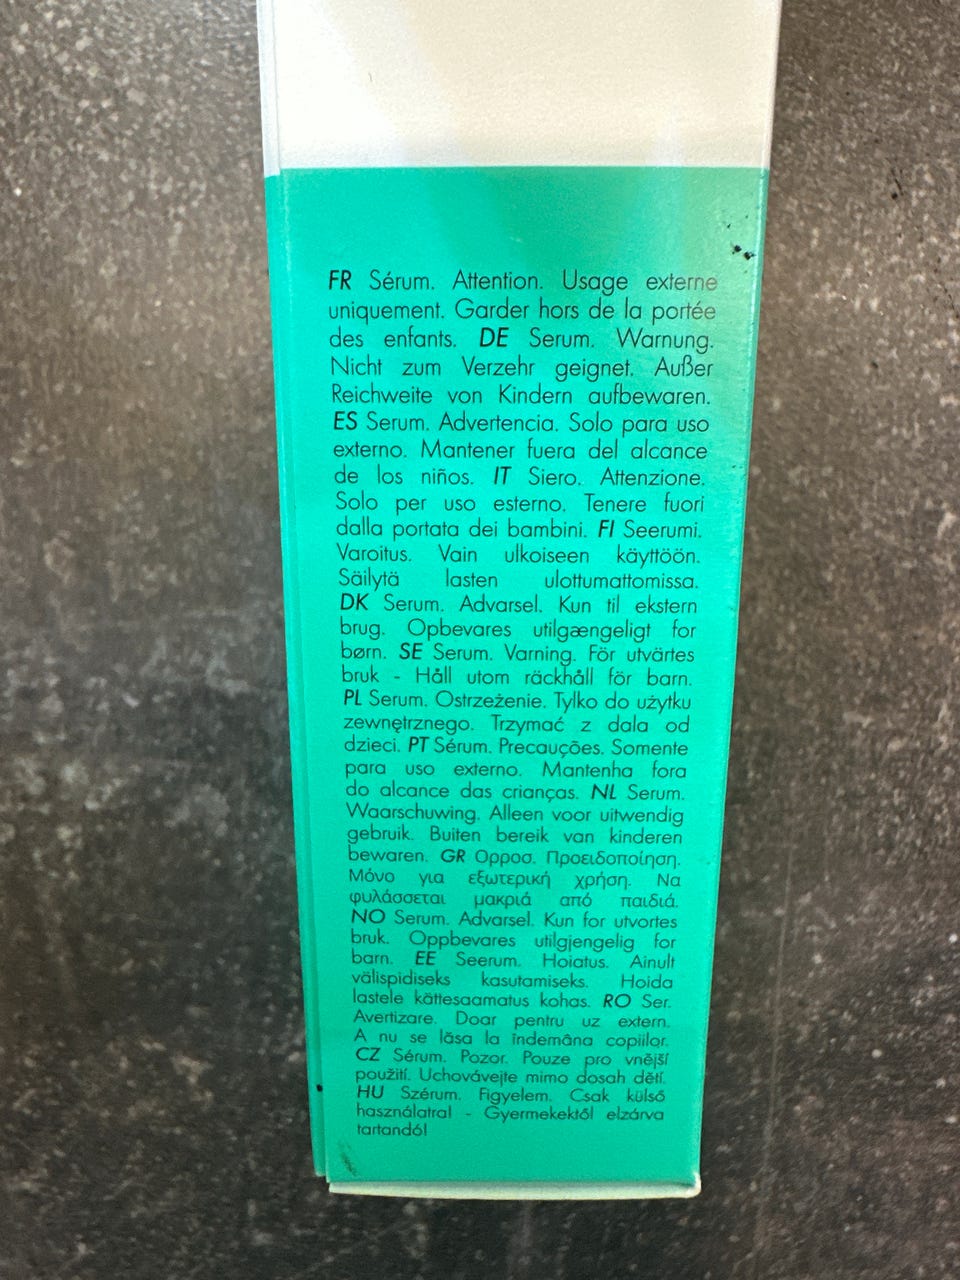 FR Sérum. Attention. Usage externe
uniquement. Garder hors de la portée
des enfants. DE Serum. Warnung.
Nicht zum Verzehr geignet. Außer
Reichweite von Kindern aufbewaren.
ES Serum. Advertencia. Solo para uso
externo. Mantener fuera del alcance
de los niños. IT Siero. Attenzione.
Solo per uso esterno. Tenere fuori
dalla portata dei bambini. FI Seerumi.
Varoitus. Vain ulkoiseen käyttöön.
Säilytä lasten ulottumattomissa.
DK Serum. Advarsel. Kun til ekstern
brug. Opbevares utilgængeligt for
børn. SE Serum. Varning. För utvärtes
bruk - Håll utom räckhåll för barn.
PL Serum. Ostrzeżenie. Tylko do użytku
zewnętrznego. Trzymać z dala od
dzieci. PT Sérum. Precauções. Somente
para uso externo. Mantenha fora
do alcance das crianças. NL Serum.
Waarschuwing. Alleen voor uitwendig
gebruik. Buiten bereik van kinderen
bewaren. GR Ορροσ. Προειδοποίηση.
Μόνο για εξωτερική χρήση. Να
φυλάσσεται μακριά από παιδιά.
NO Serum. Advarsel. Kun for utvortes
bruk. Oppbevares utilgjengelig for
barn. EE Seerum. Hoiatus. Ainult
välispidiseks kasutamiseks. Hoida
lastele kättesaamatus kohas. RO Ser.
Avertizare. Doar pentru uz extern.
A nu se lăsa la îndemâna copiilor.
CZ Sérum. Pozor. Pouze pro vnější
použití. Uchovávejte mimo dosah dětí.
HU Szérum. Figyelem. Csak külső
használatra! - Gyermekektől elzárva
tartandó!